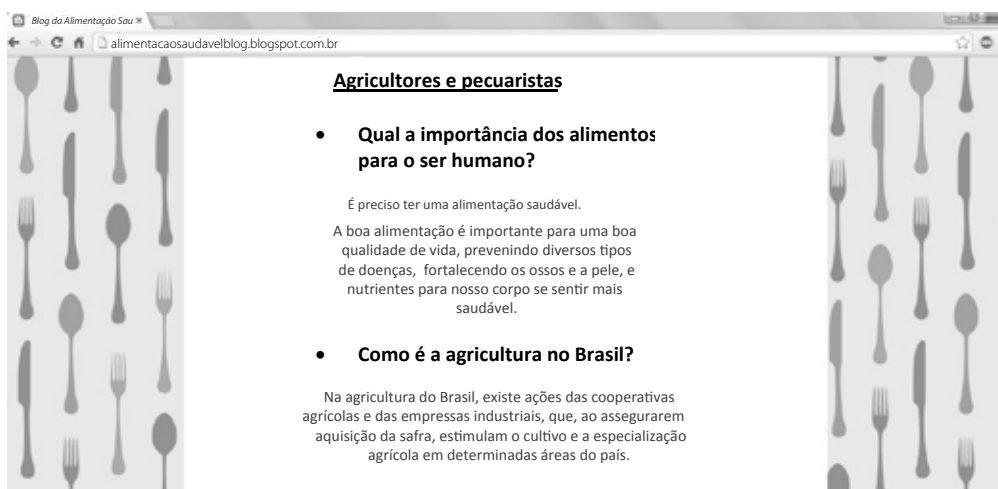 Blog da Alimentação Sau
alimentacaosaudavelblog.blogspot.com.br
Agricultores e pecuaristas
• Qual a importância dos alimentos
para o ser humano?
É preciso ter uma alimentação saudável.
A boa alimentação é importante para uma boa
qualidade de vida, prevenindo diversos tipos
de doenças, fortalecendo os ossos e a pele, e
nutrientes para nosso corpo se sentir mais
saudável.
• Como é a agricultura no Brasil?
Na agricultura do Brasil, existe ações das cooperativas
agrícolas e das empressas industriais, que, ao assegurarem
aquisição da safra, estimulam o cultivo e a especialização
agrícola em determinadas áreas do país.